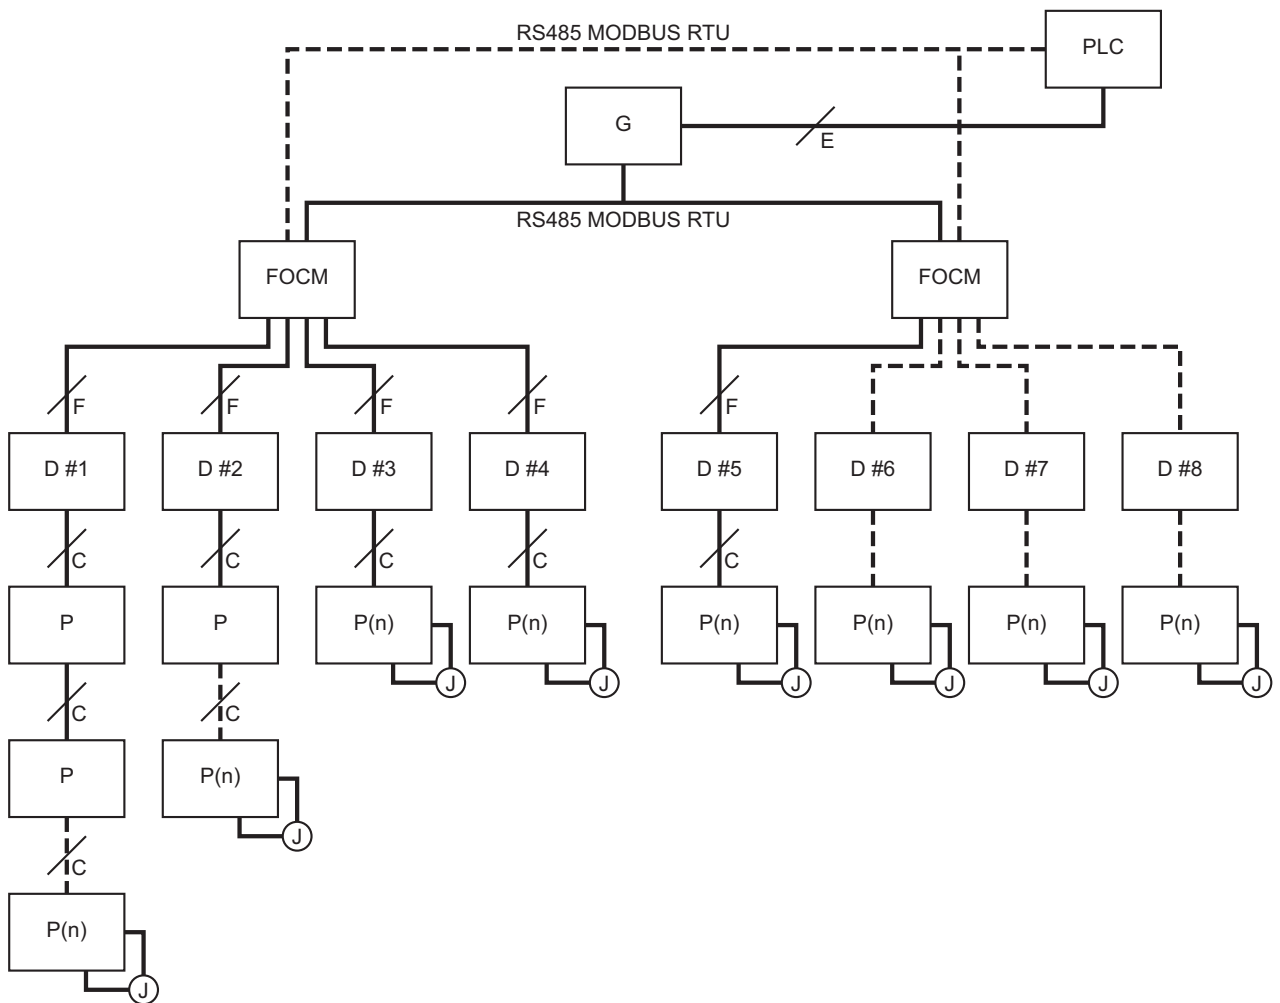 RS485 MODBUS RTU
PLC
G
E
RS485 MODBUS RTU
FOCM
FOCM
F
F
F
F
F
D #1
D #2
D #3
D #4
D #5
D #6
D #7
D #8
C
C
C
C
C
P
P
P(n)
P(n)
P(n)
P(n)
P(n)
P(n)
J
J
J
J
J
J
C
C
P
P(n)
J
C
P(n)
J